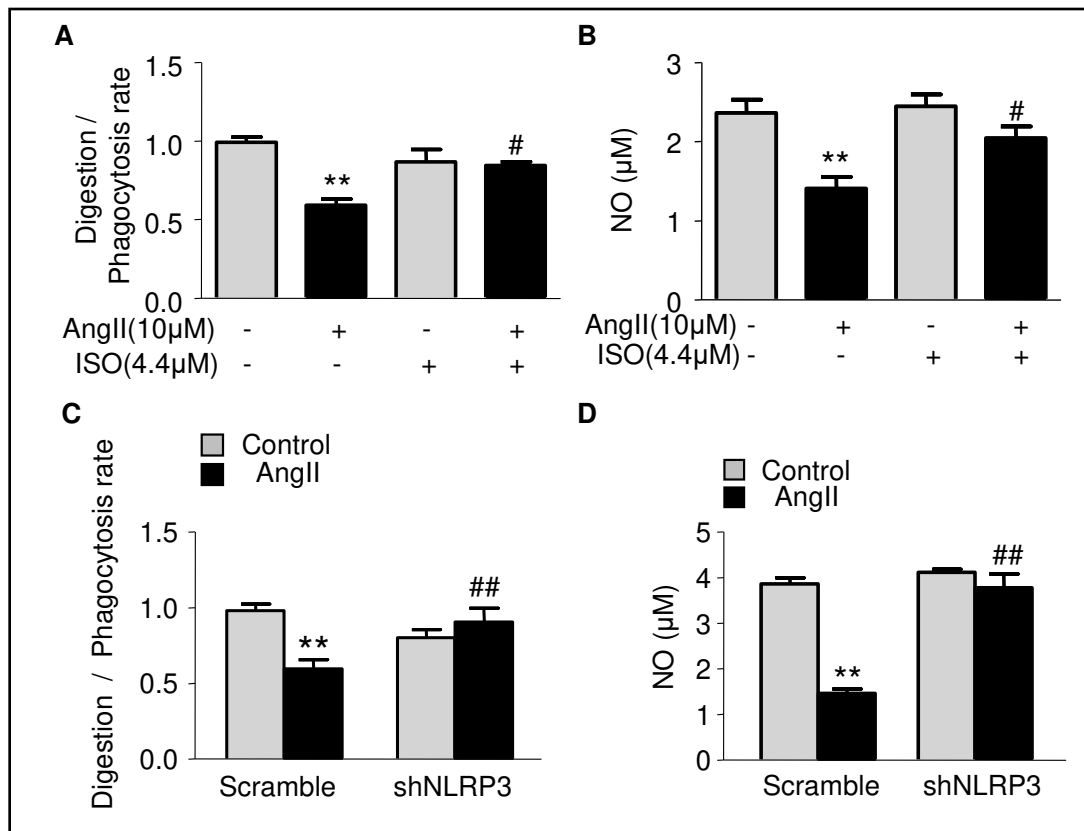 A
Digestion /
Phagocytosis rate
1.5
1.0
0.5
0.0
**
#
AngII(10µM) - + - +
ISO(4.4µM) - - + +
B
NO (µM)
3
2
1
0
**
#
AngII(10µM) - + - +
ISO(4.4µM) - - + +
C
Control
AngII
Digestion / Phagocytosis rate
1.5
1.0
0.5
0.0
**
##
Scramble shNLRP3
D
Control
AngII
NO (µM)
5
4
3
2
1
0
**
##
Scramble shNLRP3